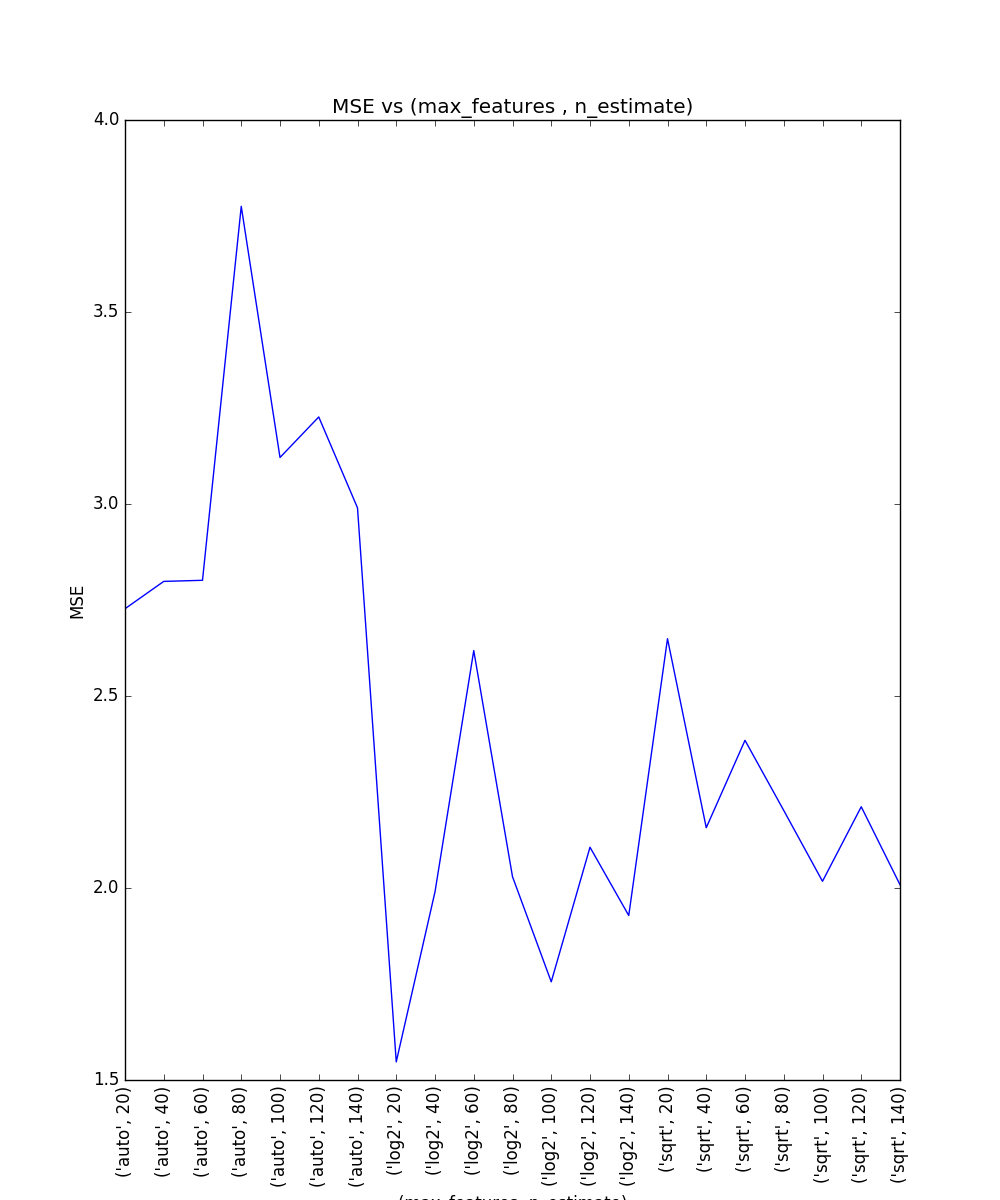 MSE vs (max_features , n_estimate)
4.0
3.5
3.0
2.5
2.0
1.5
MSE
('auto', 20)
('auto', 40)
('auto', 60)
('auto', 80)
('auto', 100)
('auto', 120)
('auto', 140)
('log2', 20)
('log2', 40)
('log2', 60)
('log2', 80)
('log2', 100)
('log2', 120)
('log2', 140)
('sqrt', 20)
('sqrt', 40)
('sqrt', 60)
('sqrt', 80)
('sqrt', 100)
('sqrt', 120)
('sqrt', 140)